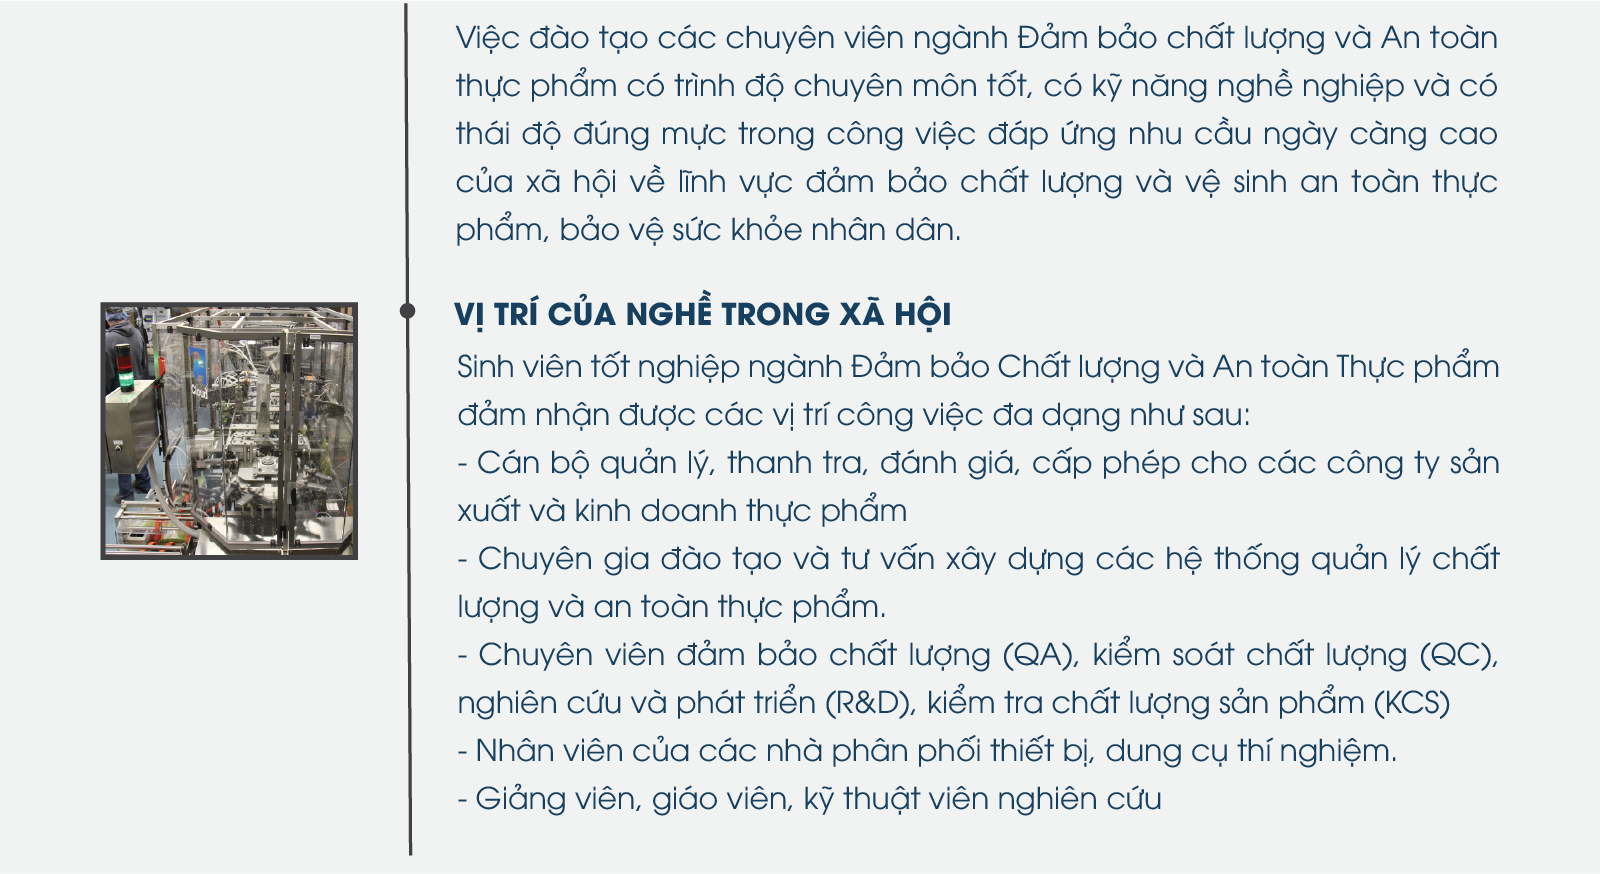 Việc đào tạo các chuyên viên ngành Đảm bảo chất lượng và An toàn
thực phẩm có trình độ chuyên môn tốt, có kỹ năng nghề nghiệp và có
thái độ đúng mực trong công việc đáp ứng nhu cầu ngày càng cao
của xã hội về lĩnh vực đảm bảo chất lượng và vệ sinh an toàn thực
phẩm, bảo vệ sức khỏe nhân dân.
VỊ TRÍ CỦA NGHỀ TRONG XÃ HỘI
Sinh viên tốt nghiệp ngành Đảm bảo Chất lượng và An toàn Thực phẩm
đảm nhận được các vị trí công việc đa dạng như sau:
- Cán bộ quản lý, thanh tra, đánh giá, cấp phép cho các công ty sản
xuất và kinh doanh thực phẩm
- Chuyên gia đào tạo và tư vấn xây dựng các hệ thống quản lý chất
lượng và an toàn thực phẩm.
- Chuyên viên đảm bảo chất lượng (QA), kiểm soát chất lượng (QC),
nghiên cứu và phát triển (R&D), kiểm tra chất lượng sản phẩm (KCS)
- Nhân viên của các nhà phân phối thiết bị, dung cụ thí nghiệm.
- Giảng viên, giáo viên, kỹ thuật viên nghiên cứu